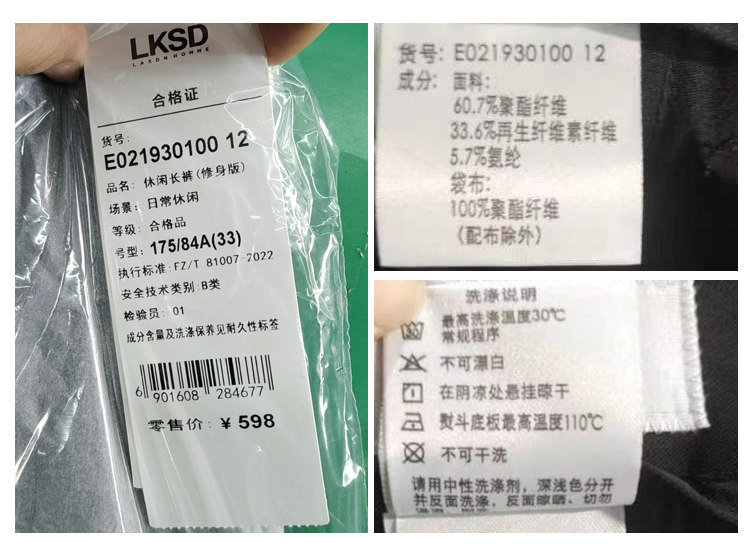 LKSD
LAXDN HOMME
合格证
货号:
E021930100 12
品名: 休闲长裤(修身版)
场景: 日常休闲
等级: 合格品
号型: 175/84A(33)
执行标准: FZ/T 81007-2022
安全技术类别: B类
检验员: 01
成分含量及洗涤保养见耐久性标签
6 901608 284677
零售价: ¥ 598
货号: E021930100 12
成分: 面料:
60.7%聚酯纤维
33.6%再生纤维素纤维
5.7%氨纶
袋布:
100%聚酯纤维
(配布除外)
洗涤说明
最高洗涤温度30℃
常规程序
不可漂白
在阴凉处悬挂晾干
熨斗底板最高温度110℃
不可干洗
请用中性洗涤剂，深浅色分开
并反面洗涤、反面晾晒、切勿